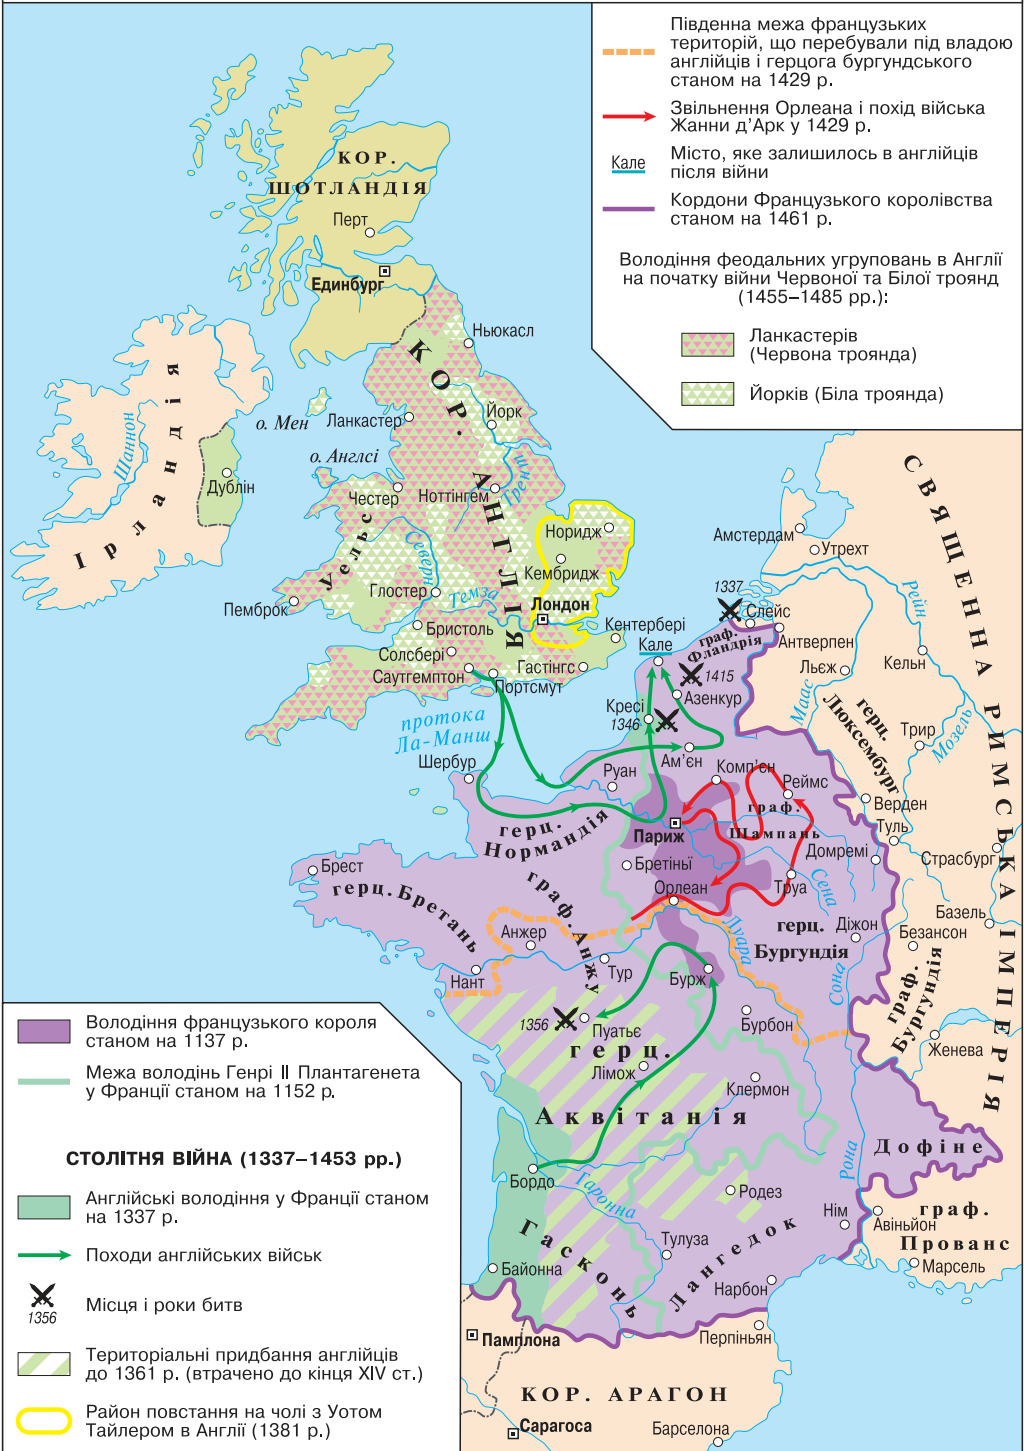 Південна межа французьких
територій, що перебували під владою
англійців і герцога бургундського
станом на 1429 р.
Звільнення Орлеана і похід війська
Жанни д’Арк у 1429 р.
Кале
Місто, яке залишилось в англійців
після війни
Кордони Французького королівства
станом на 1461 р.
Володіння феодальних угруповань в Англії
на початку війни Червоної та Білої троянд
(1455–1485 рр.):
Ланкастерів
(Червона троянда)
Йорків (Біла троянда)
КОР.
ШОТЛАНДІЯ
Перт
Единбург
Ньюкасл
КОР. АНГЛІЯ
Ірландія
Шаннон
Дублін
о. Мен
Ланкастер
Йорк
о. Англсі
Честер
Ноттінгем
Трент
Уельс
Северн
Норидж
Кембридж
Глостер
Темза
Лондон
Пемброк
Бристоль
Кентербері
Солсбері
Гастінгс
Саутгемптон
Портсмут
протока
Ла-Манш
СВЯЩЕННА РИМСЬКА ІМПЕРІЯ
Амстердам
Утрехт
Рейн
1337
Слейс
граф.
Фландрія
Антверпен
Кале
Льєж
Кельн
1415
Азенкур
Маас
герц.
Люксембург
Кресі
1346
Трир
Мозель
Ам’єн
Шербур
Руан
Комп’єн
Реймс
Верден
граф.
Шампань
герц.
Нормандія
Париж
Туль
Домремі
Страсбург
Брест
Бретіньї
Орлеан
Труа
Сена
герц. Бретань
граф. Анжу
Луара
герц.
Бургундія
Діжон
Базель
Безансон
Анжер
Нант
Тур
Бурж
Сона
граф.
Бургундія
1356
Пуатьє
Бурбон
Женева
герц.
Аквітанія
Лімож
Клермон
Дофіне
Бордо
Гаронна
Рона
Родез
Нім
Авіньйон
граф.
Прованс
Марсель
Гасконь
Тулуза
Лангедок
Байонна
Нарбон
Памплона
Перпіньян
КОР. АРАГОН
Сарагоса
Барселона
Володіння французького короля
станом на 1137 р.
Межа володінь Генрі II Плантагенета
у Франції станом на 1152 р.
СТОЛІТНЯ ВІЙНА (1337–1453 рр.)
Англійські володіння у Франції станом
на 1337 р.
Походи англійських військ
1356
Місця і роки битв
Територіальні придбання англійців
до 1361 р. (втрачено до кінця XIV ст.)
Район повстання на чолі з Уотом
Тайлером в Англії (1381 р.)